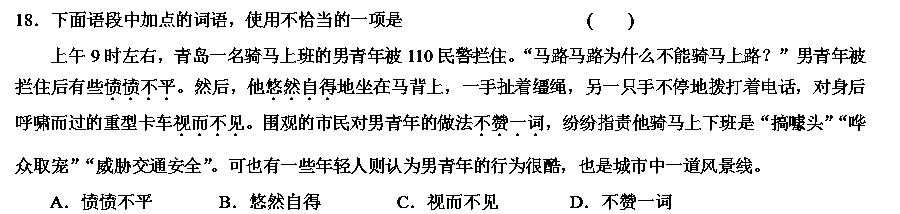 18．下面语段中加点的词语，使用不恰当的一项是 (　　)
上午9时左右，青岛一名骑马上班的男青年被110民警拦住。“马路马路为什么不能骑马上路？”男青年被
拦住后有些愤愤不平。然后，他悠然自得地坐在马背上，一手扯着缰绳，另一只手不停地拨打着电话，对身后
呼啸而过的重型卡车视而不见。围观的市民对男青年的做法不赞一词，纷纷指责他骑马上下班是“搞噱头”“哗
众取宠”“威胁交通安全”。可也有一些年轻人则认为男青年的行为很酷，也是城市中一道风景线。
A．愤愤不平 B．悠然自得 C．视而不见 D．不赞一词